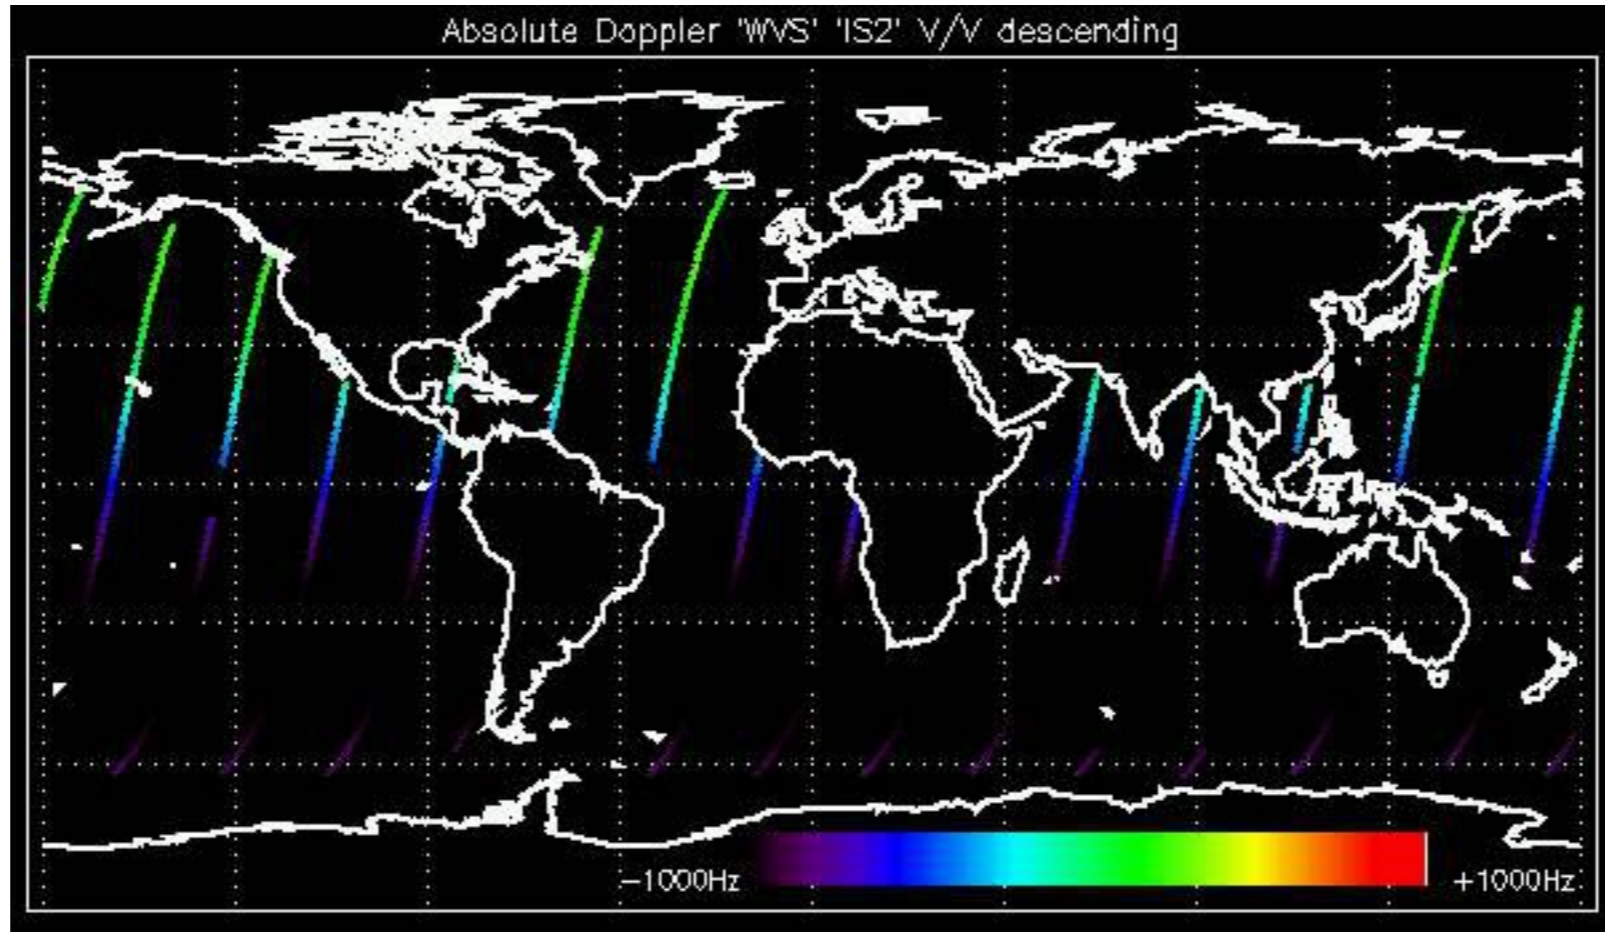 Absolute Doppler 'WVS' 'IS2' V/V descending
−1000Hz +1000Hz